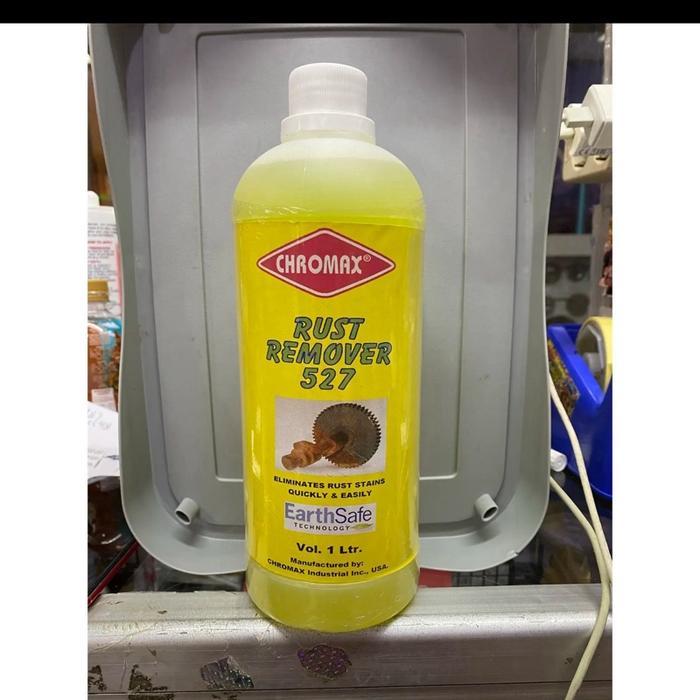 CHROMAX®
RUST
REMOVER
527
ELIMINATES RUST STAINS
QUICKLY & EASILY
EarthSafe
TECHNOLOGY
Vol. 1 Ltr.
Manufactured by:
CHROMAX Industrial Inc., USA.